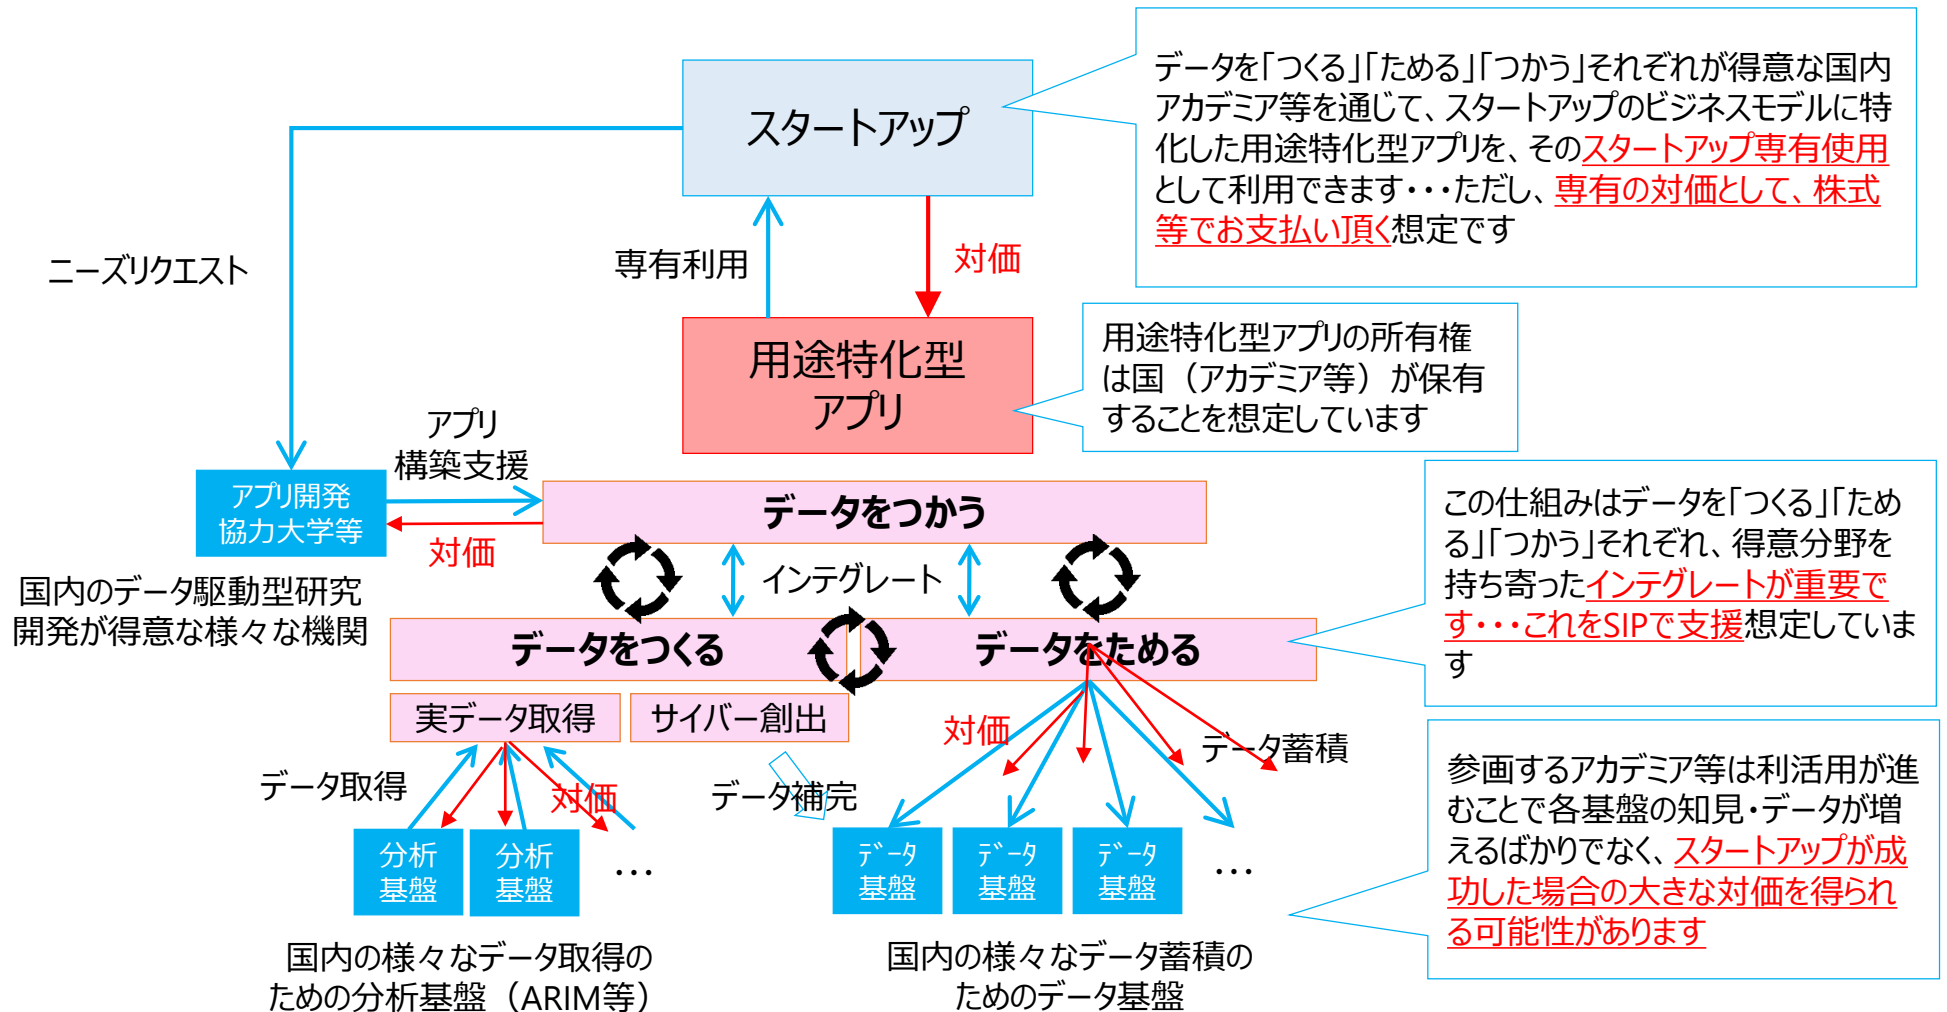 スタートアップ
データを「つくる」「ためる」「つかう」それぞれが得意な国内
アカデミア等を通じて、スタートアップのビジネスモデルに特
化した用途特化型アプリを、そのスタートアップ専有使用
として利用できます・・・ただし、専有の対価として、株式
等でお支払い頂く想定です
ニーズリクエスト
専有利用
対価
用途特化型
アプリ
用途特化型アプリの所有権
は国（アカデミア等）が保有
することを想定しています
アプリ
構築支援
アプリ開発
協力大学等
対価
国内のデータ駆動型研究
開発が得意な様々な機関
データをつかう
インテグレート
この仕組みはデータを「つくる」「ため
る」「つかう」それぞれ、得意分野を
持ち寄ったインテグレートが重要で
す・・・これをSIPで支援想定していま
す
データをつくる
データをためる
実データ取得
サイバー創出
対価
データ蓄積
データ取得
対価
データ補完
参画するアカデミア等は利活用が進
むことで各基盤の知見・データが増
えるばかりでなく、スタートアップが成
功した場合の大きな対価を得られ
る可能性があります
分析
基盤
分析
基盤
…
ﾃﾞｰﾀ
基盤
ﾃﾞｰﾀ
基盤
ﾃﾞｰﾀ
基盤
…
国内の様々なデータ取得の
ための分析基盤（ARIM等）
国内の様々なデータ蓄積の
ためのデータ基盤